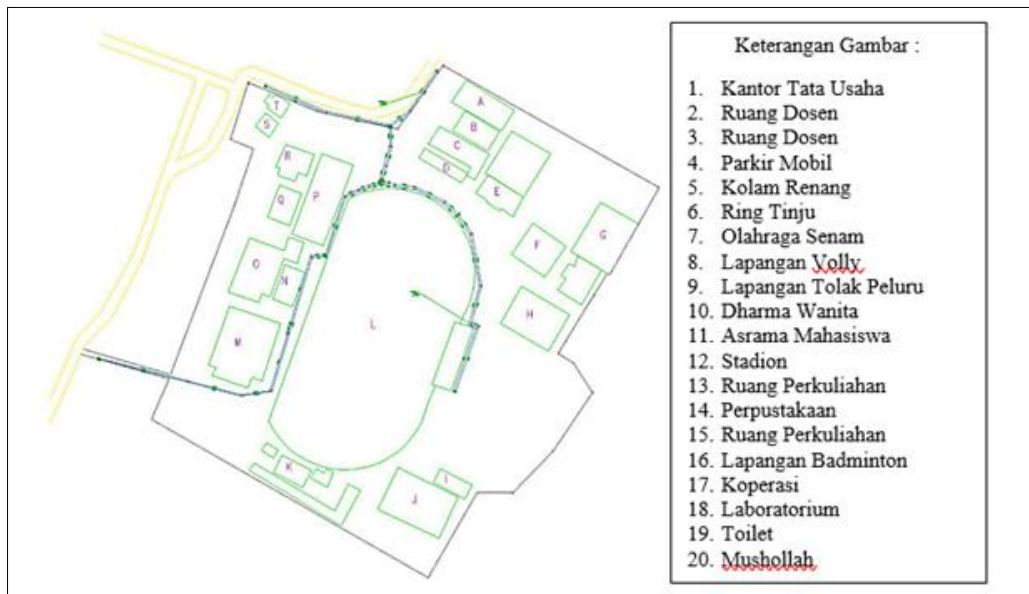 T
S
R
Q
P
O
N
M
L
A
B
C
D
E
F
G
H
I
J
K
Keterangan Gambar :
1. Kantor Tata Usaha
2. Ruang Dosen
3. Ruang Dosen
4. Parkir Mobil
5. Kolam Renang
6. Ring Tinju
7. Olahraga Senam
8. Lapangan Volly
9. Lapangan Tolak Peluru
10. Dharma Wanita
11. Asrama Mahasiswa
12. Stadion
13. Ruang Perkuliahan
14. Perpustakaan
15. Ruang Perkuliahan
16. Lapangan Badminton
17. Koperasi
18. Laboratorium
19. Toilet
20. Mushollah